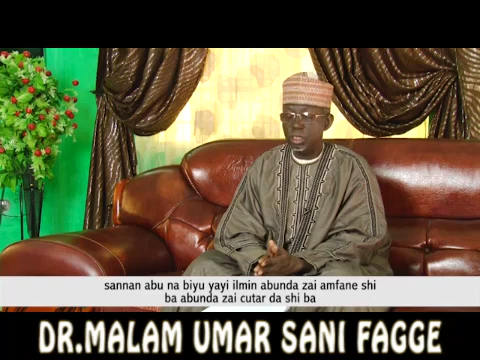 sannan abu na biyu yayi ilmin abunda zai amfane shi
ba abunda zai cutar da shi ba
DR.MALAM UMAR SANI FAGGE